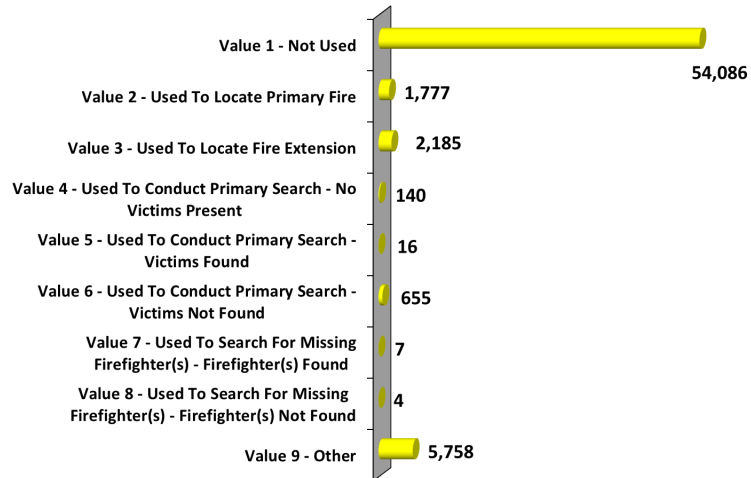 Value 1 - Not Used
54,086
Value 2 - Used To Locate Primary Fire
1,777
Value 3 - Used To Locate Fire Extension
2,185
Value 4 - Used To Conduct Primary Search - No
Victims Present
140
Value 5 - Used To Conduct Primary Search -
Victims Found
16
Value 6 - Used To Conduct Primary Search -
Victims Not Found
655
Value 7 - Used To Search For Missing
Firefighter(s) - Firefighter(s) Found
7
Value 8 - Used To Search For Missing
Firefighter(s) - Firefighter(s) Not Found
4
Value 9 - Other
5,758